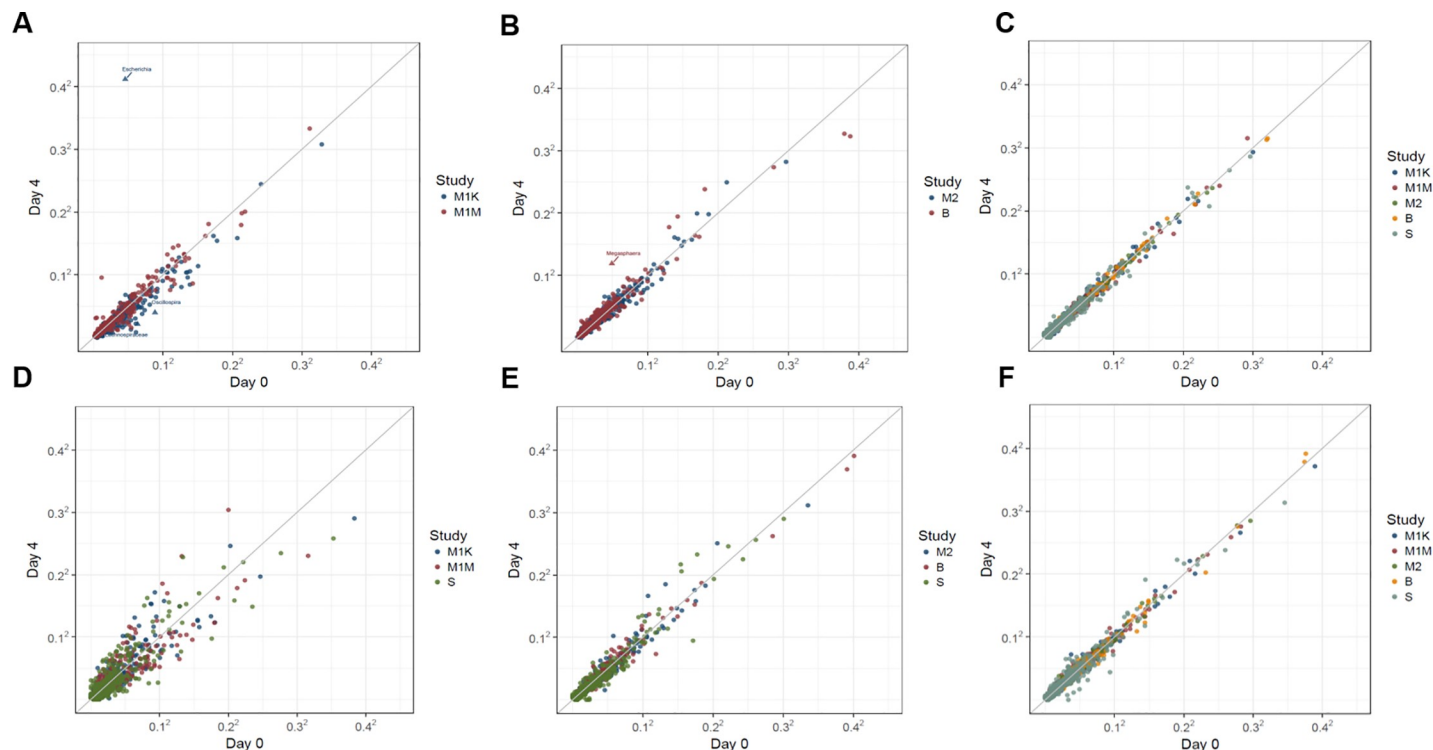 A
Escherichia
0.4²
0.3²
0.2²
0.1²
Oscillospira
Day 4
0.1² 0.2² 0.3² 0.4²
Day 0
Study
M1K
M1M
B
0.4²
0.3²
0.2²
0.1²
Megasphaera
Day 4
0.1² 0.2² 0.3² 0.4²
Day 0
Study
M2
B
C
0.4²
0.3²
0.2²
0.1²
Day 4
0.1² 0.2² 0.3² 0.4²
Day 0
Study
M1K
M1M
M2
B
S
D
0.4²
0.3²
0.2²
0.1²
Day 4
0.1² 0.2² 0.3² 0.4²
Day 0
Study
M1K
M1M
S
E
0.4²
0.3²
0.2²
0.1²
Day 4
0.1² 0.2² 0.3² 0.4²
Day 0
Study
M2
B
S
F
0.4²
0.3²
0.2²
0.1²
Day 4
0.1² 0.2² 0.3² 0.4²
Day 0
Study
M1K
M1M
M2
B
S